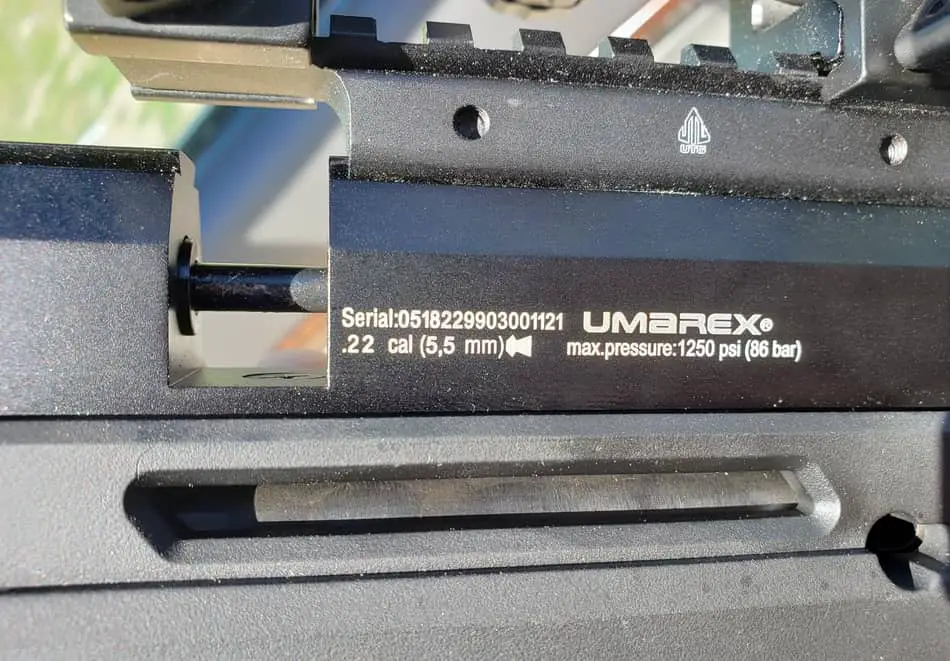 UTG
Serial:0518229903001121 UMAREX®
.22 cal (5,5 mm) max.pressure:1250 psi (86 bar)